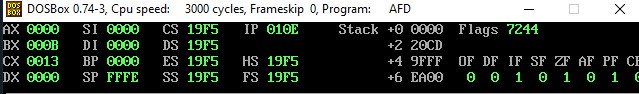 DOSBox 0.74-3, Cpu speed: 3000 cycles, Frameskip 0, Program: AFD
AX 0000 SI 0000 CS 19F5 IP 010E Stack +0 0000 Flags 7244
BX 000B DI 0000 DS 19F5 +2 20CD
CX 0013 BP 0000 ES 19F5 HS 19F5 +4 9FFF OF DF IF SF ZF AF PF CF
DX 0000 SP FFFE SS 19F5 FS 19F5 +6 EA00 0 0 1 0 1 0 1